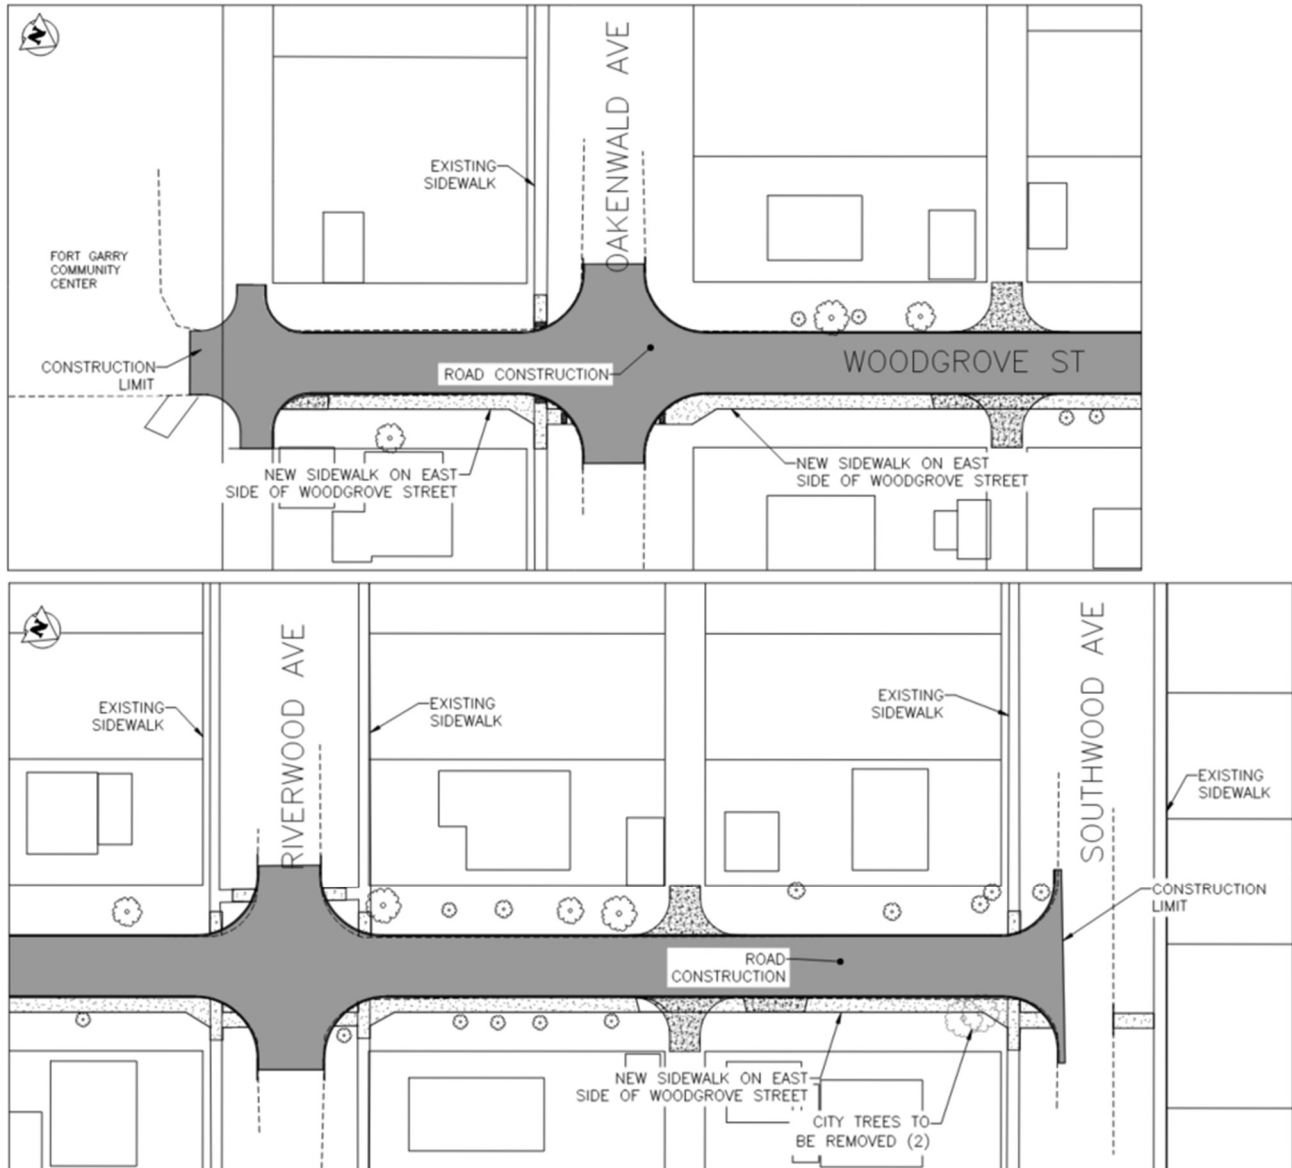 N
OAKENWALD AVE
EXISTING
SIDEWALK
FORT GARRY
COMMUNITY
CENTER
CONSTRUCTION
LIMIT
ROAD CONSTRUCTION
WOODGROVE ST
NEW SIDEWALK ON EAST
SIDE OF WOODGROVE STREET
NEW SIDEWALK ON EAST
SIDE OF WOODGROVE STREET
N
RIVERWOOD AVE
SOUTHWOOD AVE
EXISTING
SIDEWALK
EXISTING
SIDEWALK
EXISTING
SIDEWALK
EXISTING
SIDEWALK
CONSTRUCTION
LIMIT
ROAD
CONSTRUCTION
NEW SIDEWALK ON EAST
SIDE OF WOODGROVE STREET
CITY TREES TO
BE REMOVED (2)